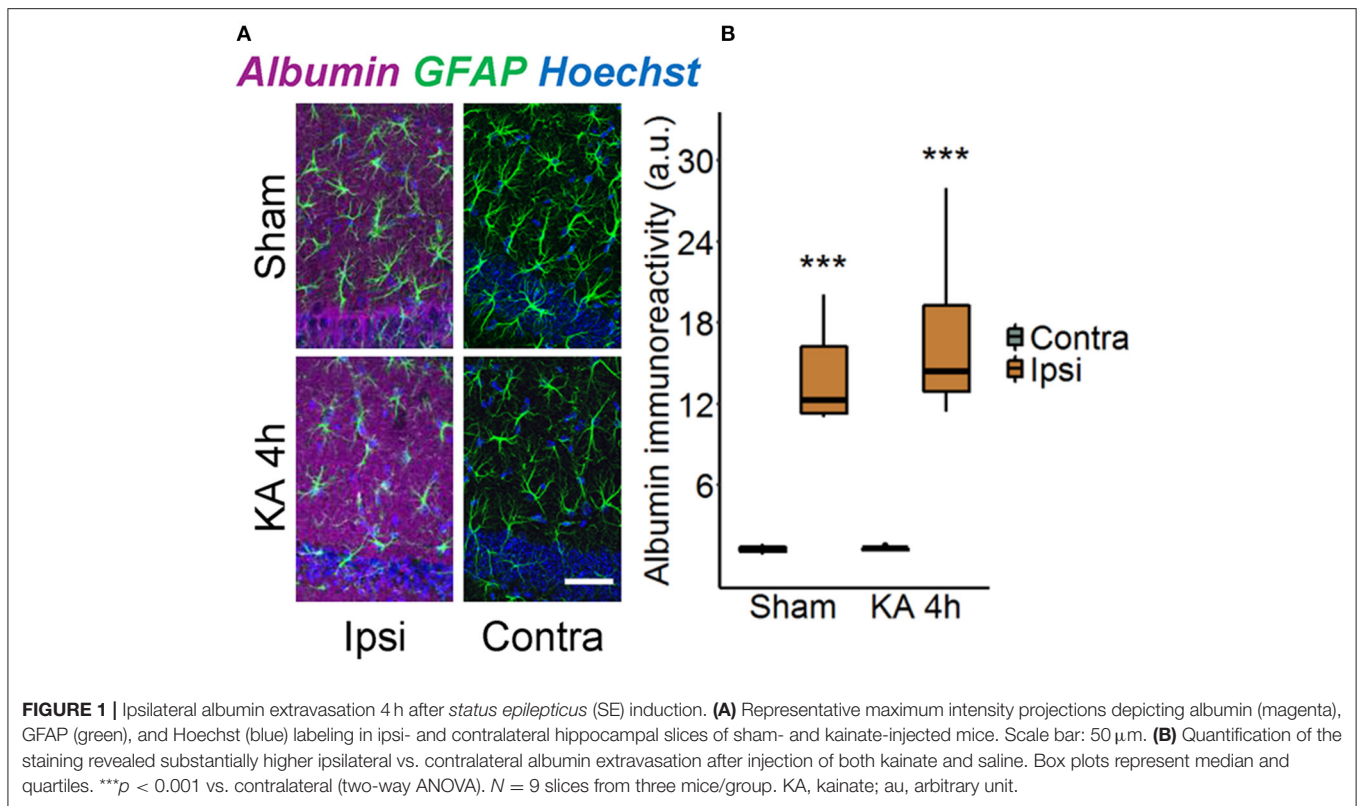 A
B
Albumin GFAP Hoechst
Sham
KA 4h
Ipsi
Contra
Albumin immunoreactivity (a.u.)
30
24
18
12
6
***
***
Sham
KA 4h
Contra
Ipsi
FIGURE 1 | Ipsilateral albumin extravasation 4 h after status epilepticus (SE) induction. (A) Representative maximum intensity projections depicting albumin (magenta),
GFAP (green), and Hoechst (blue) labeling in ipsi- and contralateral hippocampal slices of sham- and kainate-injected mice. Scale bar: 50 μm. (B) Quantification of the
staining revealed substantially higher ipsilateral vs. contralateral albumin extravasation after injection of both kainate and saline. Box plots represent median and
quartiles. ***p < 0.001 vs. contralateral (two-way ANOVA). N = 9 slices from three mice/group. KA, kainate; au, arbitrary unit.